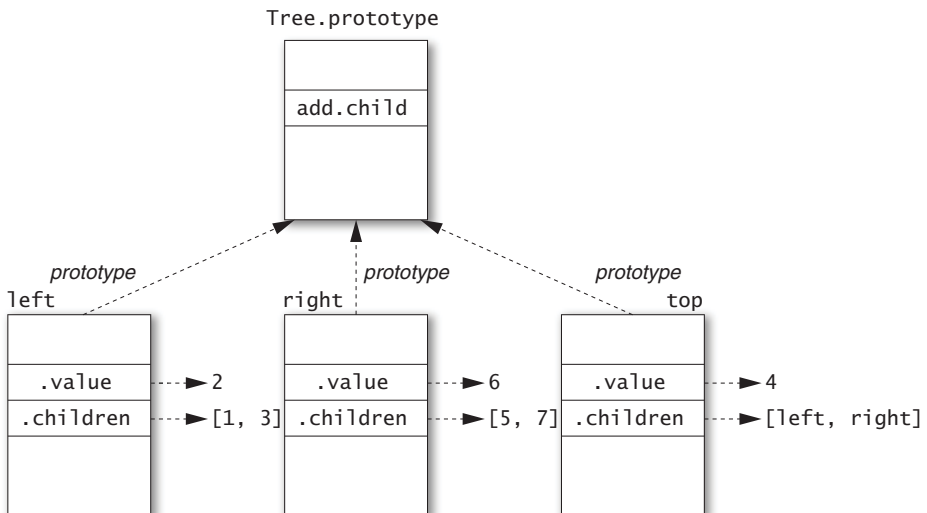 Tree.prototype
add.child
prototype prototype prototype
left right top
.value 2 .value 6 .value 4
.children [1, 3] .children [5, 7] .children [left, right]